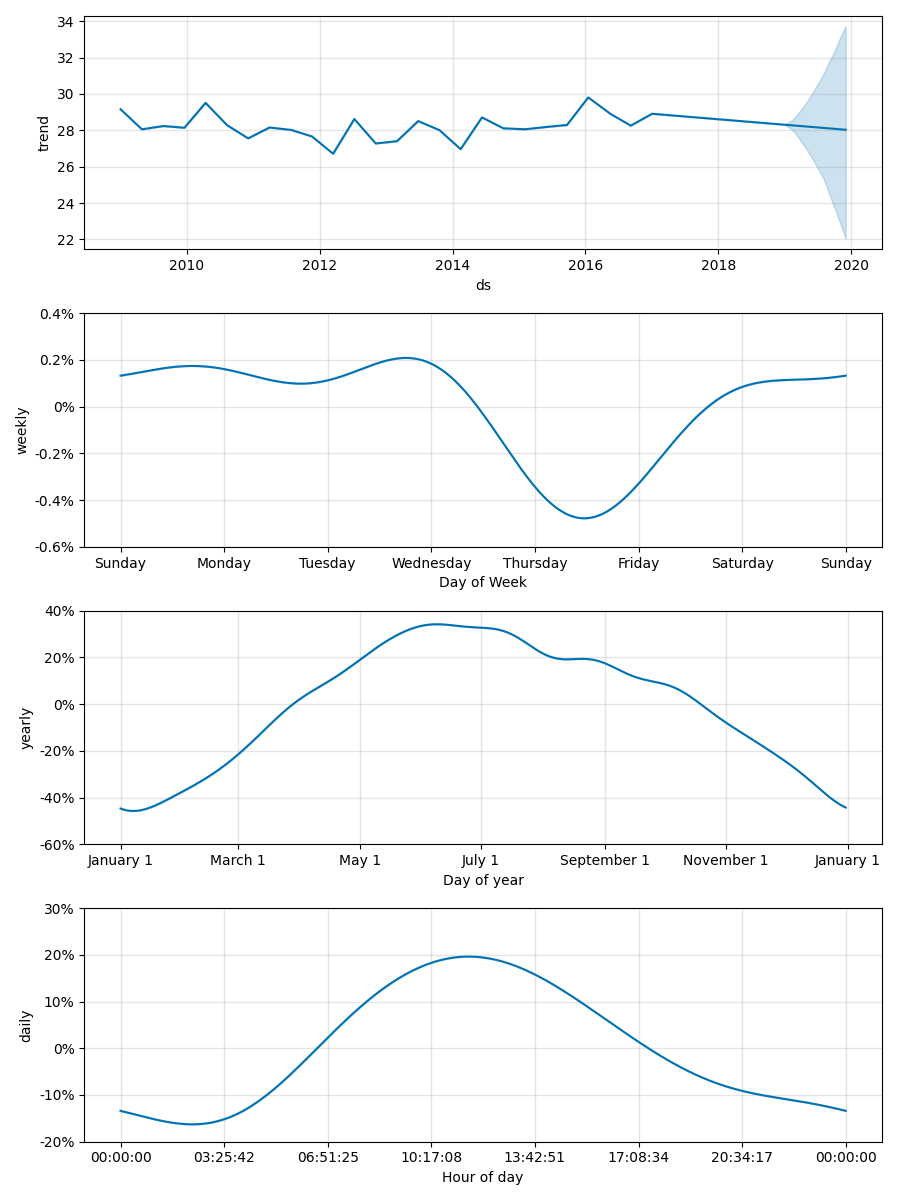 34
32
30
28
26
24
22
trend
2010 2012 2014 2016 2018 2020
ds
0.4%
0.2%
0%
-0.2%
-0.4%
-0.6%
weekly
Sunday Monday Tuesday Wednesday Thursday Friday Saturday Sunday
Day of Week
40%
20%
0%
-20%
-40%
-60%
yearly
January 1 March 1 May 1 July 1 September 1 November 1 January 1
Day of year
30%
20%
10%
0%
-10%
-20%
daily
00:00:00 03:25:42 06:51:25 10:17:08 13:42:51 17:08:34 20:34:17 00:00:00
Hour of day